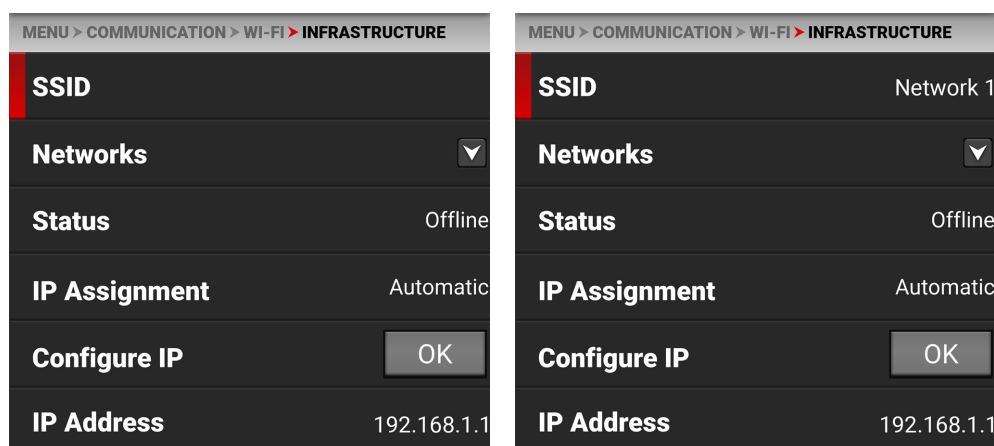 MENU > COMMUNICATION > WI-FI > INFRASTRUCTURE
SSID
Networks
Status Offline
IP Assignment Automatic
Configure IP OK
IP Address 192.168.1.1
MENU > COMMUNICATION > WI-FI > INFRASTRUCTURE
SSID Network 1
Networks
Status Offline
IP Assignment Automatic
Configure IP OK
IP Address 192.168.1.1